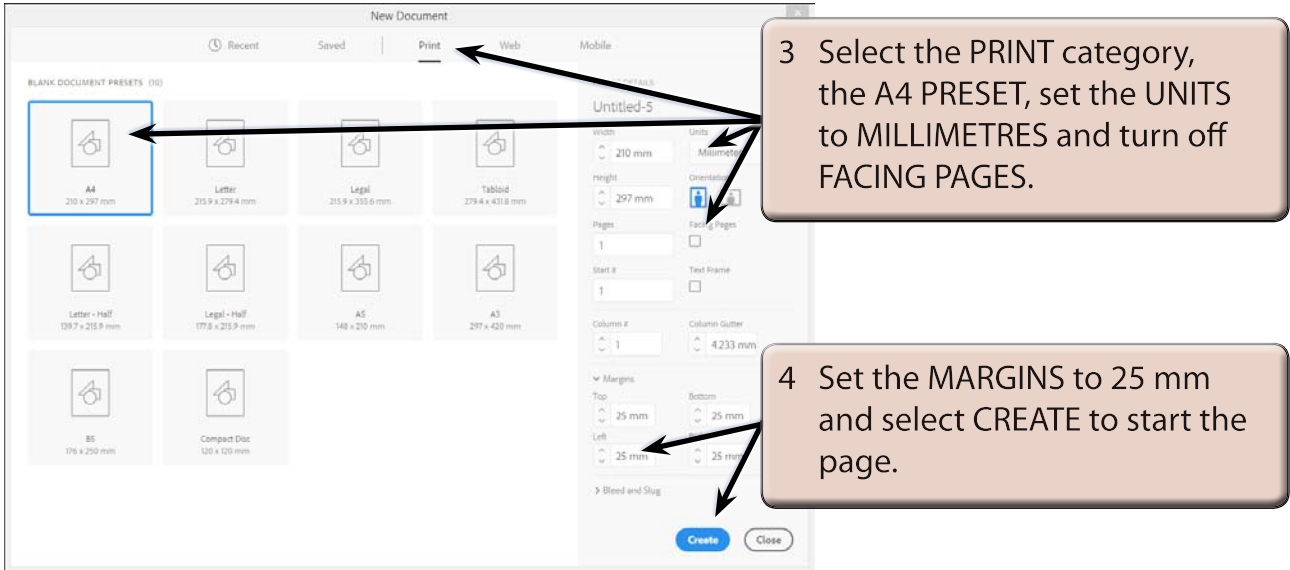 New Document
Recent Saved Print Web Mobile
BLANK DOCUMENT PRESETS (10)
A4
210 x 297 mm
Letter
215.9 x 279.4 mm
Legal
215.9 x 355.6 mm
Tabloid
279.4 x 431.8 mm
Letter - Half
139.7 x 215.9 mm
Legal - Half
177.8 x 215.9 mm
A5
148 x 210 mm
A3
297 x 420 mm
B5
176 x 250 mm
Compact Disc
120 x 120 mm
DETAILS
Untitled-5
Width Units
210 mm
Height Orientation
297 mm
Pages Facing Pages
1
Start # Text Frame
1
Column # Column Gutter
1 4.233 mm
Margins
Top Bottom
25 mm 25 mm
Left
25 mm 25 mm
Bleed and Slug
Create Close
3 Select the PRINT category,
the A4 PRESET, set the UNITS
to MILLIMETRES and turn off
FACING PAGES.
4 Set the MARGINS to 25 mm
and select CREATE to start the
page.